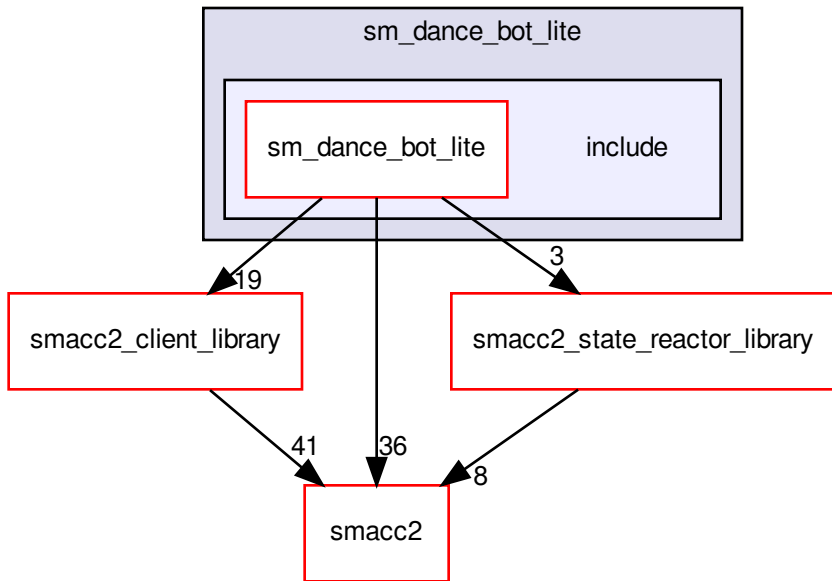 sm_dance_bot_lite
sm_dance_bot_lite
include
19
3
smacc2_client_library
smacc2_state_reactor_library
41
36
8
smacc2